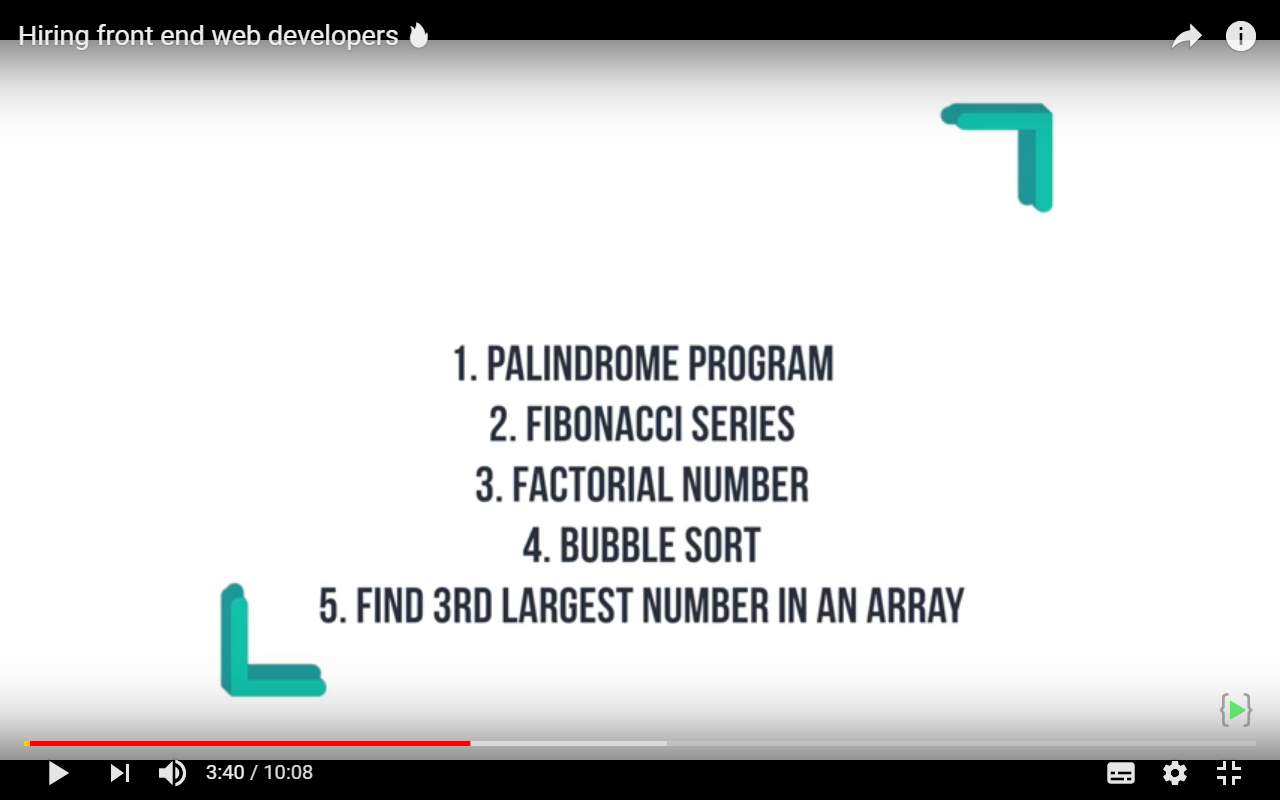 Hiring front end web developers 🔥
1. PALINDROME PROGRAM
2. FIBONACCI SERIES
3. FACTORIAL NUMBER
4. BUBBLE SORT
5. FIND 3RD LARGEST NUMBER IN AN ARRAY
3:40 / 10:08